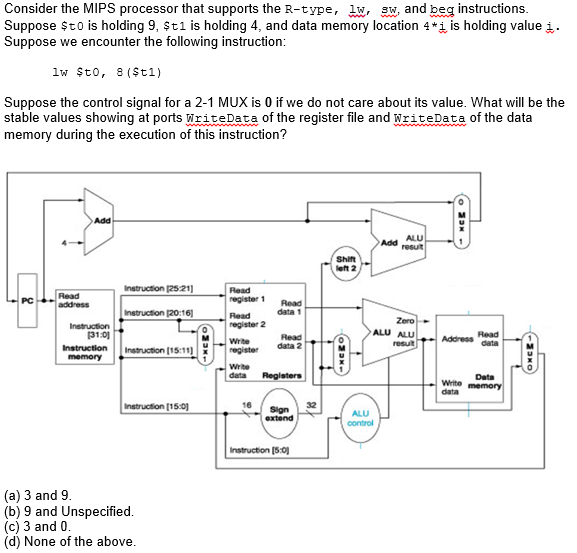 Consider the MIPS processor that supports the R-type, lw, sw, and beq instructions.
Suppose $t0 is holding 9, $t1 is holding 4, and data memory location 4*i is holding value i.
Suppose we encounter the following instruction:
lw $t0, 8($t1)
Suppose the control signal for a 2-1 MUX is 0 if we do not care about its value. What will be the
stable values showing at ports WriteData of the register file and WriteData of the data
memory during the execution of this instruction?
Add
4
PC
Read
address
Instruction
[31:0]
Instruction
memory
Instruction [25:21]
Instruction [20:16]
Instruction [15:11]
Instruction [15:0]
0
M
u
x
1
Read
register 1
Read
register 2
Write
register
Write
data
Read
data 1
Read
data 2
Registers
16
Sign
extend
32
Instruction [5:0]
Shift
left 2
0
M
u
x
1
Add
ALU
result
0
M
u
x
1
Zero
ALU
ALU
result
ALU
control
Address
Read
data
Write
data
Data
memory
1
M
u
x
0
(a) 3 and 9.
(b) 9 and Unspecified.
(c) 3 and 0.
(d) None of the above.